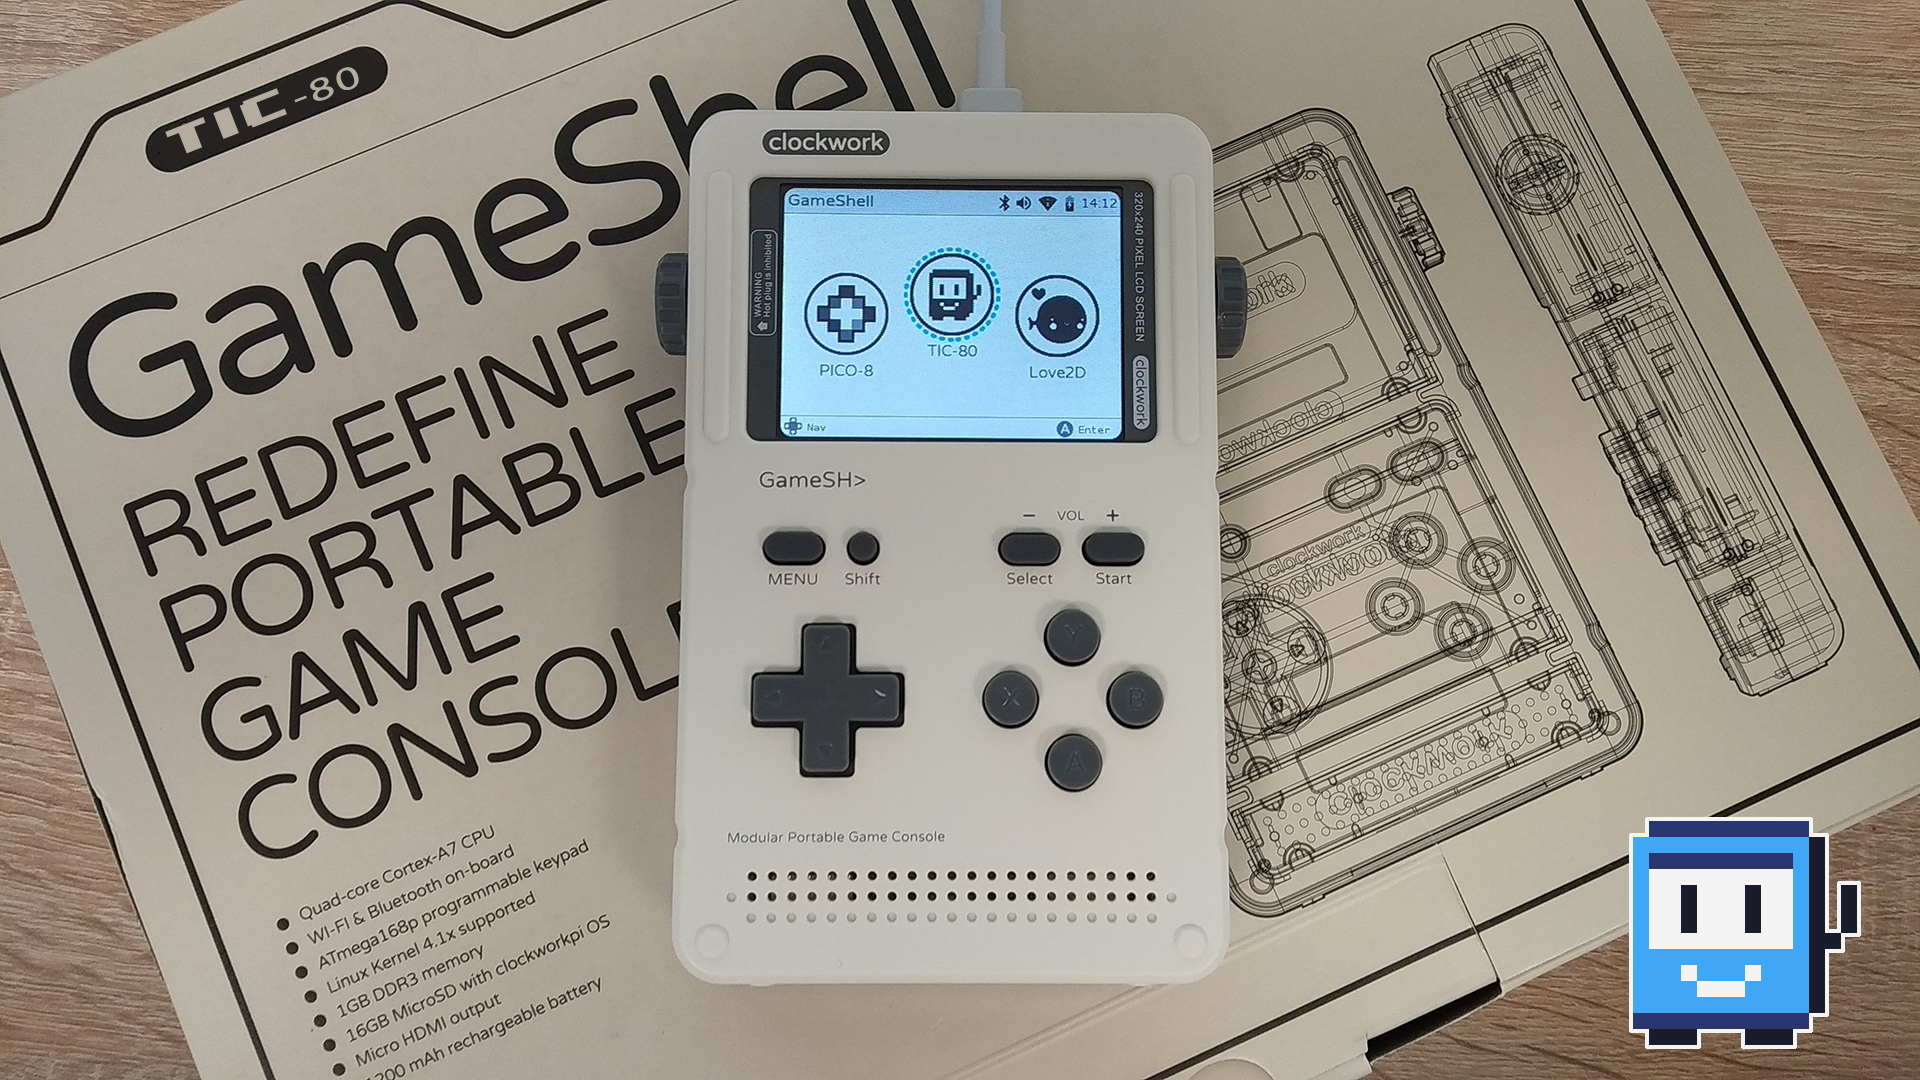 TIC-80
GameShell
REDEFINE
PORTABLE
GAME
CONSOL
Quad-core Cortex-A7 CPU
WI-FI & Bluetooth on-board
ATmega168p programmable keypad
Linux Kernel 4.1x supported
1GB DDR3 memory
16GB MicroSD with clockworkpi OS
Micro HDMI output
1200 mAh rechargeable battery
clockwork
GameShell 14:12
WARNING
Hot plug is inhibited
320x240 PIXEL LCD SCREEN
clockwork
PICO-8
TIC-80
Love2D
Nav
A Enter
GameSH>
− VOL +
MENU Shift Select Start
Y
X B
A
Modular Portable Game Console
clockwork
clockwork